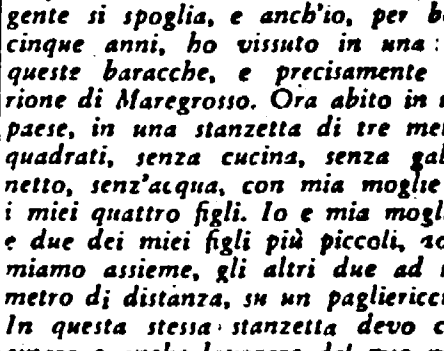 gente si spoglia, e anch'io, per
cinque anni, ho vissuto in una
queste baracche, e precisamente
rione di Maregrosso. Ora abito in
paese, in una stanzetta di tre
quadrati, senza cucina, senza
netto, senz'acqua, con mia moglie
i miei quattro figli. Io e mia
e due dei miei figli più piccoli,
miamo assieme, gli altri due ad
metro di distanza, su un
In questa stessa stanzetta devo